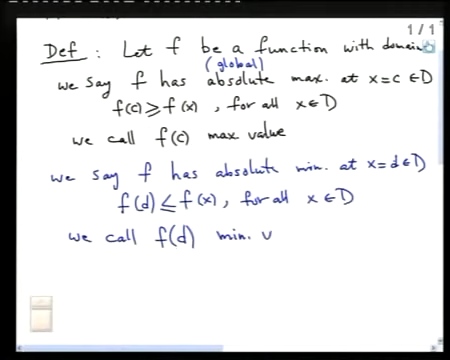 1 / 1
Def : Let f be a function with domain
(global)
we say f has absolute max. at x=c ∈ D
f(c) ≥ f(x) , for all x ∈ D
we call f(c) max value
we say f has absolute min. at x=d ∈ D
f(d) ≤ f(x) , for all x ∈ D
we call f(d) min. v